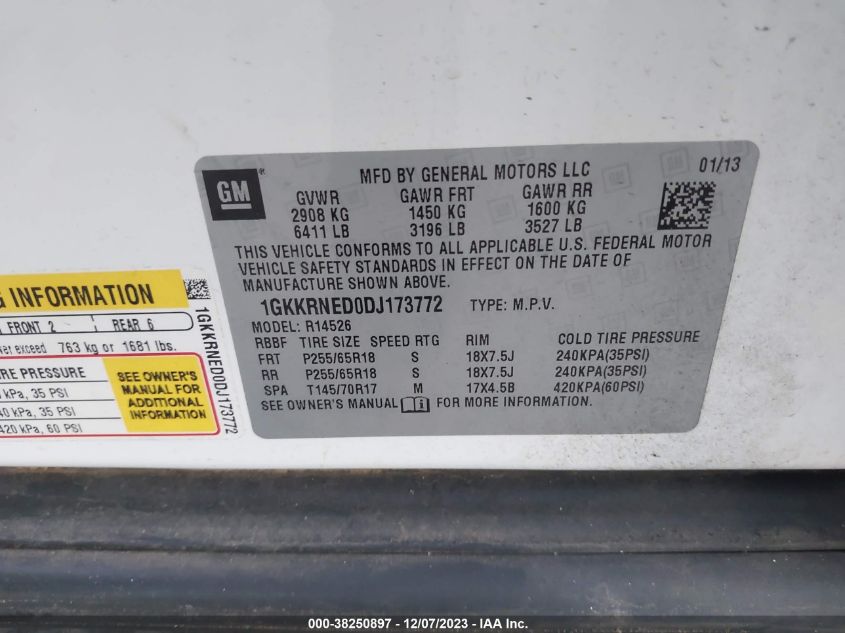 GM
MFD BY GENERAL MOTORS LLC 01/13
GVWR GAWR FRT GAWR RR
2908 KG 1450 KG 1600 KG
6411 LB 3196 LB 3527 LB
THIS VEHICLE CONFORMS TO ALL APPLICABLE U.S. FEDERAL MOTOR
VEHICLE SAFETY STANDARDS IN EFFECT ON THE DATE OF
MANUFACTURE SHOWN ABOVE.
1GKKRNED0DJ173772 TYPE: M.P.V.
MODEL: R14526
RBBF TIRE SIZE SPEED RTG RIM COLD TIRE PRESSURE
FRT P255/65R18 S 18X7.5J 240KPA(35PSI)
RR P255/65R18 S 18X7.5J 240KPA(35PSI)
SPA T145/70R17 M 17X4.5B 420KPA(60PSI)
SEE OWNER'S MANUAL FOR MORE INFORMATION.
G INFORMATION
FRONT 2 REAR 6
exceed 763 kg or 1681 lbs.
RE PRESSURE
kPa, 35 PSI
40 kPa, 35 PSI
420 kPa, 60 PSI
SEE OWNER'S
MANUAL FOR
ADDITIONAL
INFORMATION
1GKKRNED0DJ173772
000-38250897 - 12/07/2023 - IAA Inc.